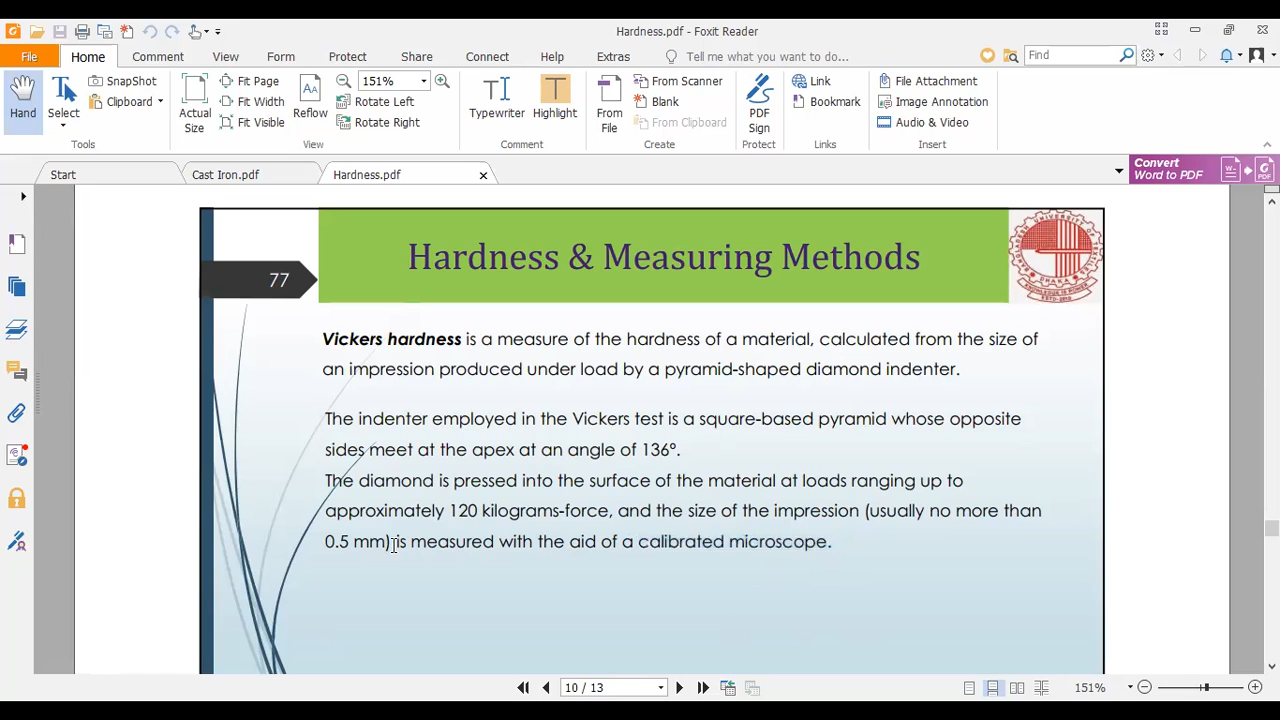 Hardness.pdf - Foxit Reader
File Home Comment View Form Protect Share Connect Help Extras Tell me what you want to do... Find
Hand Select SnapShot Clipboard
Actual Size Fit Page Fit Width Fit Visible Reflow 151% Rotate Left Rotate Right
Typewriter Highlight
From File From Scanner Blank From Clipboard
PDF Sign
Link Bookmark
File Attachment Image Annotation Audio & Video
Tools View Comment Create Protect Links Insert
Start Cast Iron.pdf Hardness.pdf
Convert
Word to PDF
77
Hardness & Measuring Methods
Vickers hardness is a measure of the hardness of a material, calculated from the size of
an impression produced under load by a pyramid-shaped diamond indenter.
The indenter employed in the Vickers test is a square-based pyramid whose opposite
sides meet at the apex at an angle of 136°.
The diamond is pressed into the surface of the material at loads ranging up to
approximately 120 kilograms-force, and the size of the impression (usually no more than
0.5 mm) is measured with the aid of a calibrated microscope.
10 / 13 151%